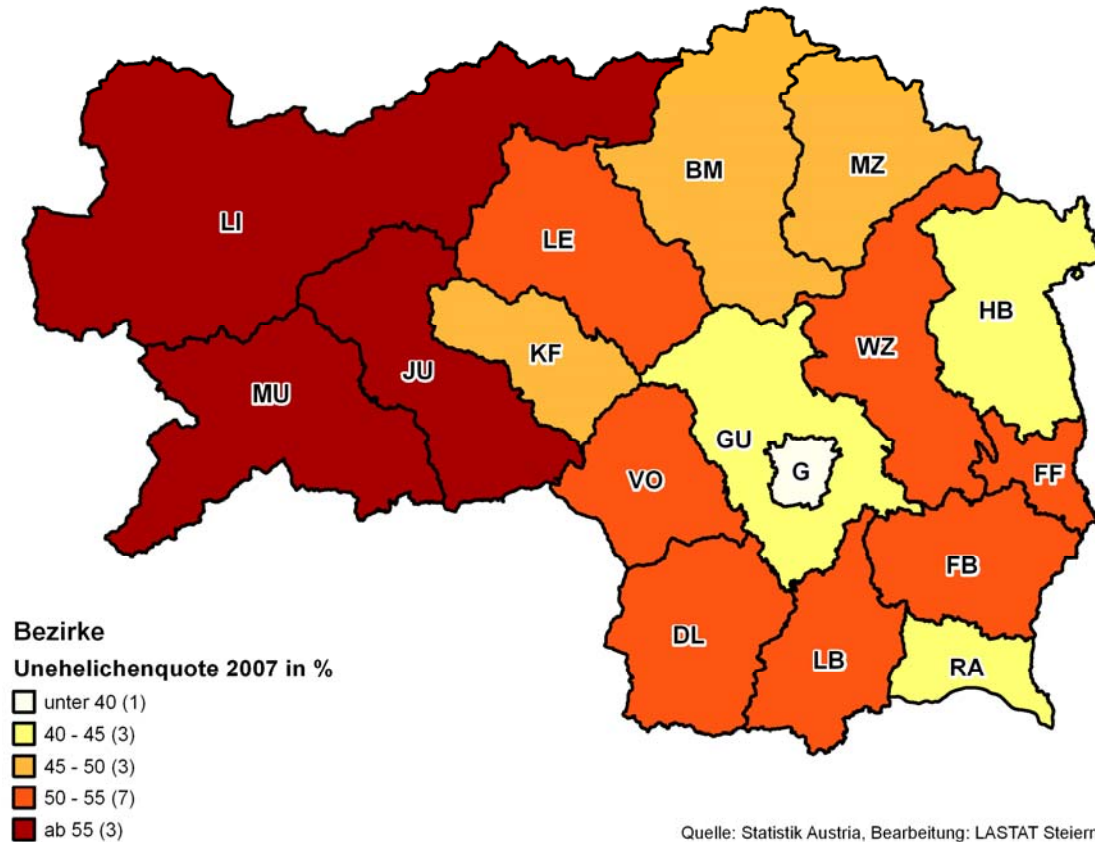 BM
MZ
LI
LE
HB
WZ
KF
JU
MU
GU
G
VO
FF
FB
DL
LB
RA
Bezirke
Unehelichenquote 2007 in %
unter 40 (1)
40 - 45 (3)
45 - 50 (3)
50 - 55 (7)
ab 55 (3)
Quelle: Statistik Austria, Bearbeitung: LASTAT